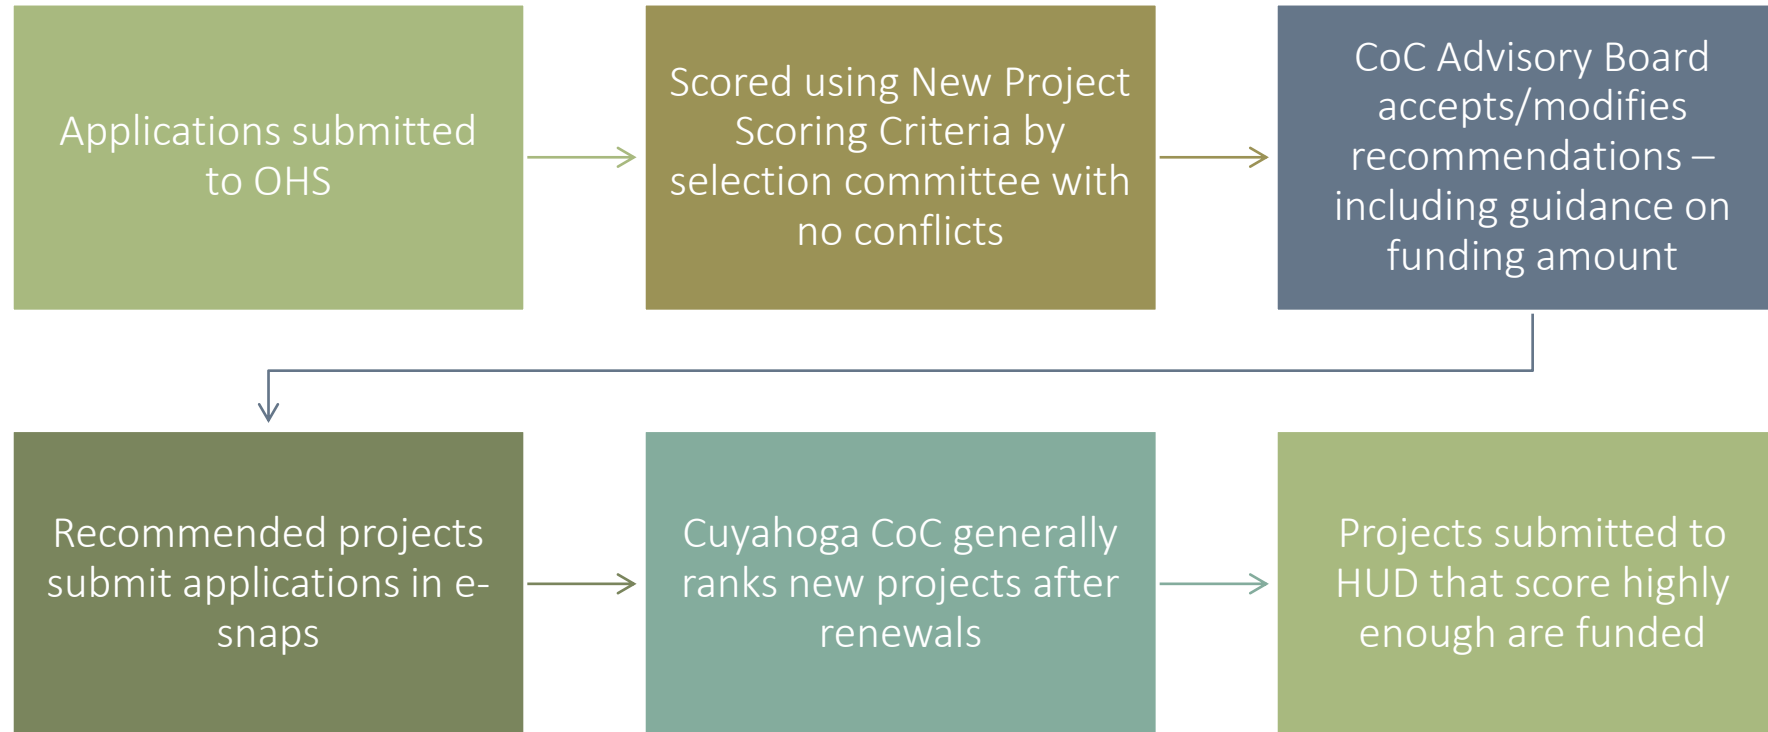 Applications submitted
to OHS
Scored using New Project
Scoring Criteria by
selection committee with
no conflicts
CoC Advisory Board
accepts/modifies
recommendations –
including guidance on
funding amount
Recommended projects
submit applications in e-
snaps
Cuyahoga CoC generally
ranks new projects after
renewals
Projects submitted to
HUD that score highly
enough are funded